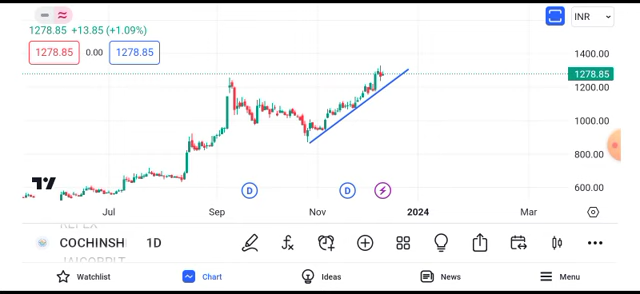 1278.85 +13.85 (+1.09%)
INR
1278.85 0.00 1278.85
1400.00
1278.85
1200.00
1000.00
800.00
600.00
D D
Jul Sep Nov 2024 Mar
COCHINSH 1D
Watchlist Chart Ideas News Menu